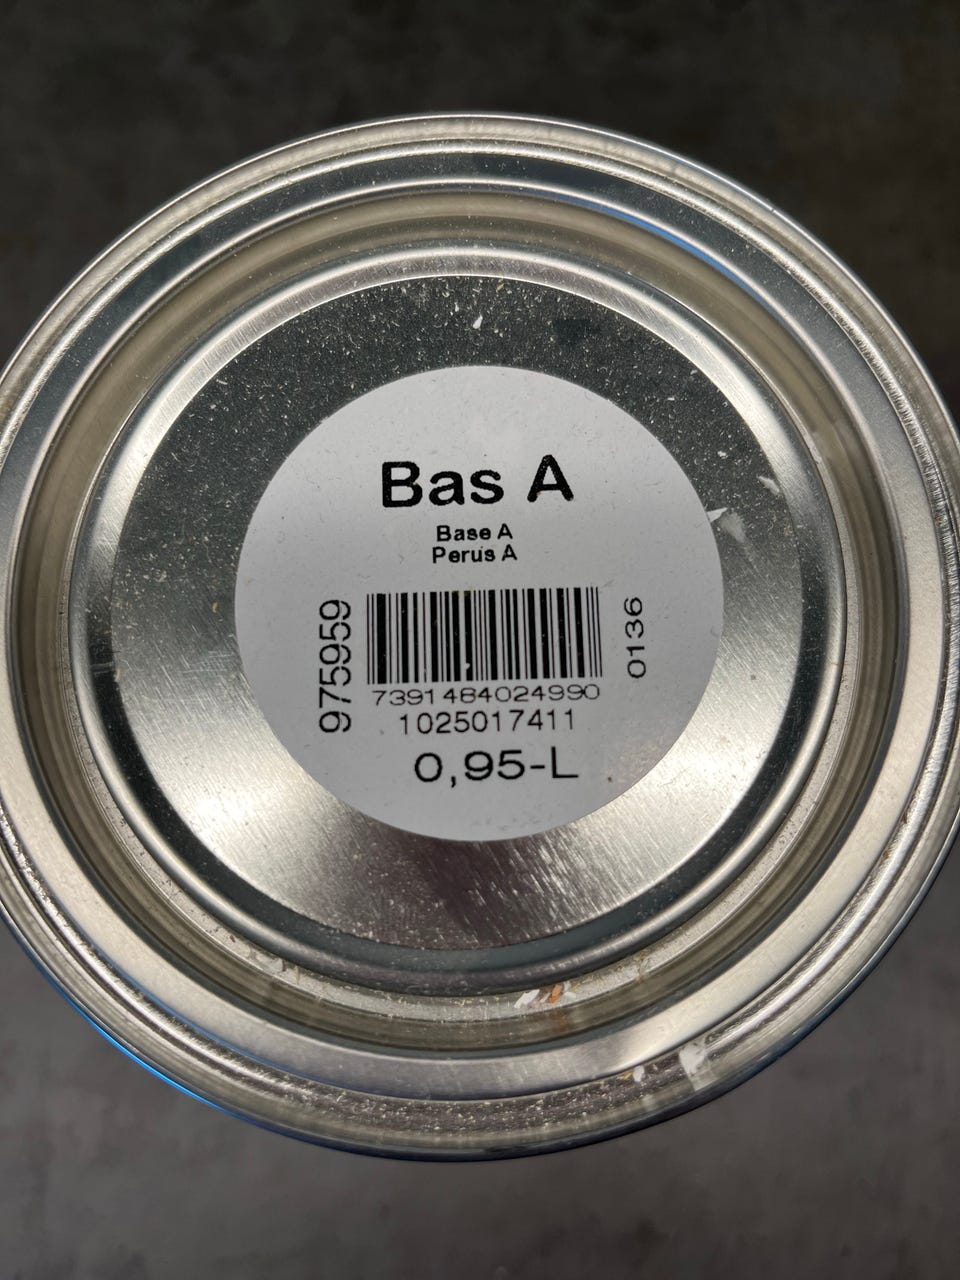 Bas A
Base A
Perus A
975959
0136
7391484024990
1025017411
0,95-L